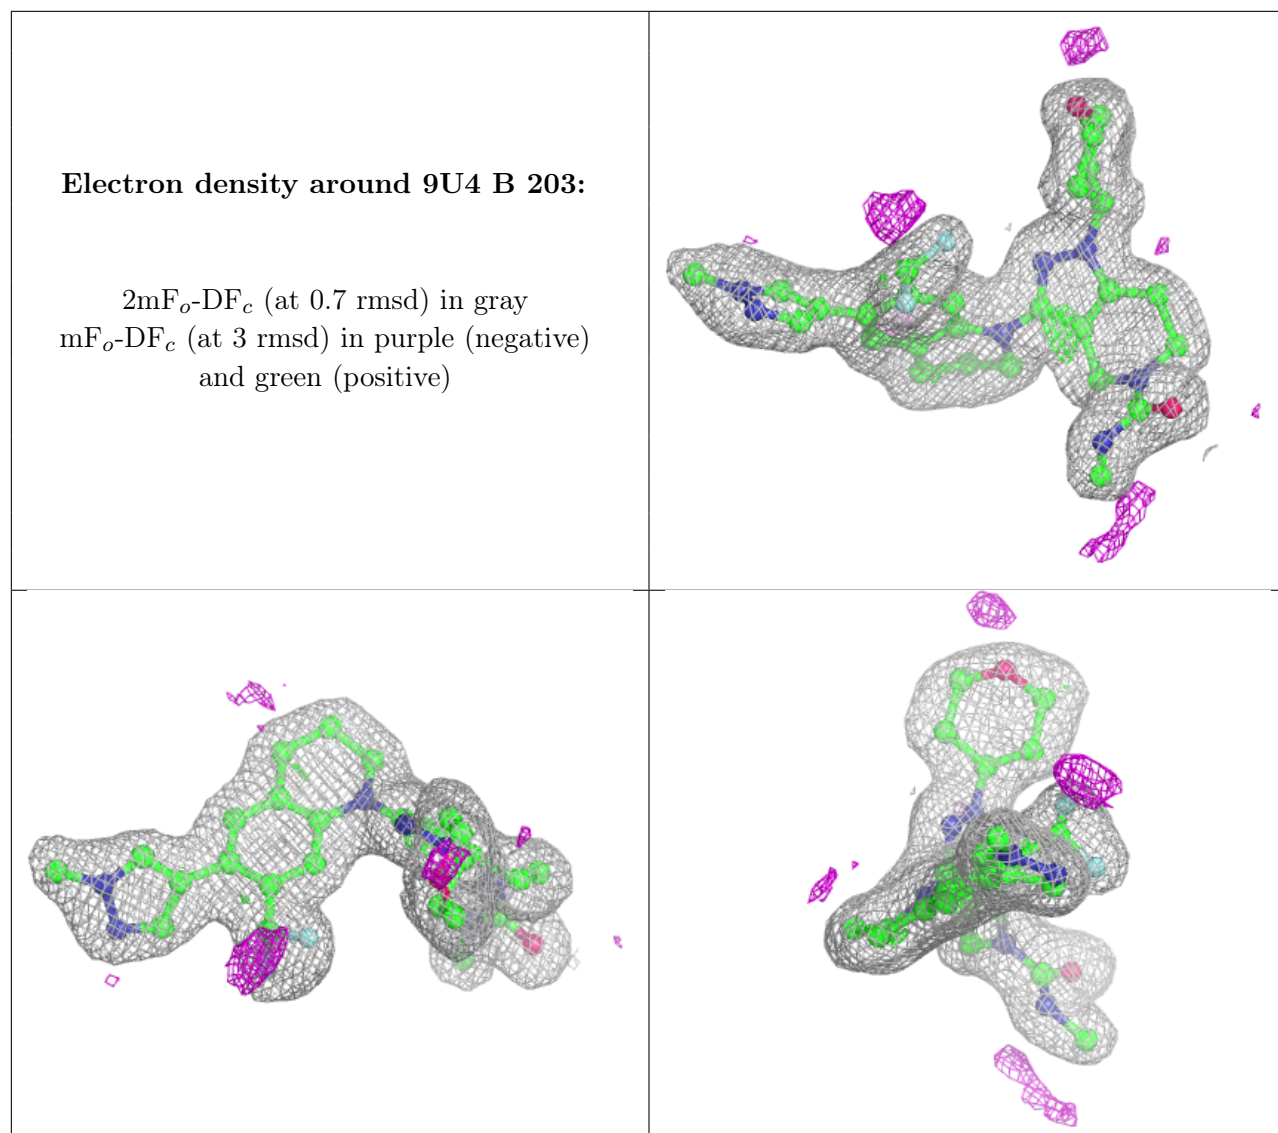 Electron density around 9U4 B 203:
2mFo-DFc (at 0.7 rmsd) in gray
mFo-DFc (at 3 rmsd) in purple (negative)
and green (positive)